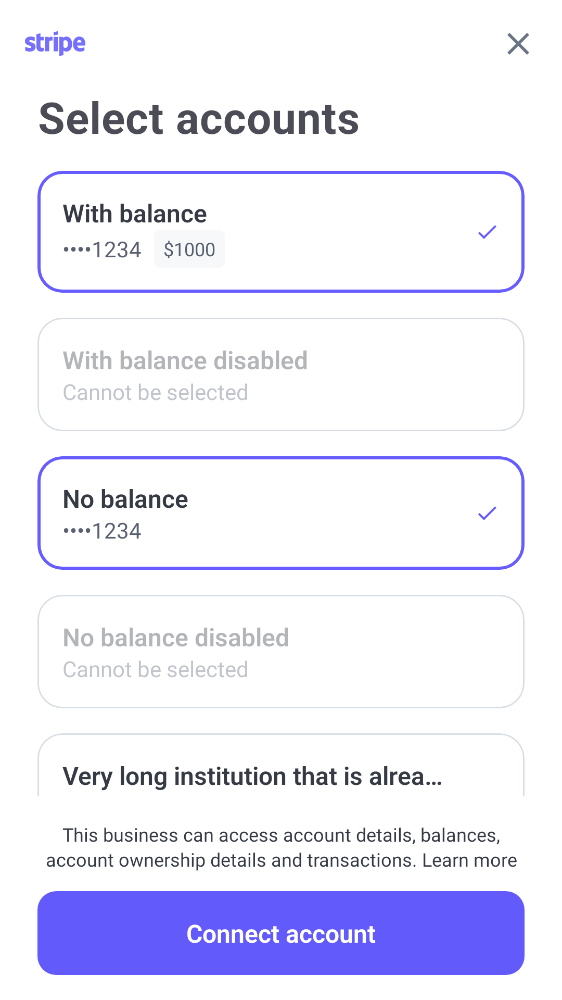 stripe
Select accounts
With balance
••••1234 $1000
With balance disabled
Cannot be selected
No balance
••••1234
No balance disabled
Cannot be selected
Very long institution that is alrea…
This business can access account details, balances,
account ownership details and transactions. Learn more
Connect account